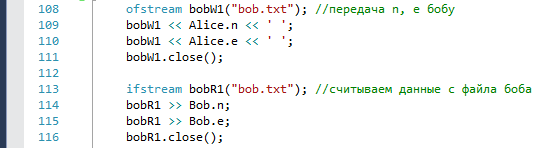 108 ofstream bobW1("bob.txt"); //передача n, e бобу
109 bobW1 << Alice.n << ' ';
110 bobW1 << Alice.e << ' ';
111 bobW1.close();
112
113 ifstream bobR1("bob.txt"); //считываем данные с файла боба
114 bobR1 >> Bob.n;
115 bobR1 >> Bob.e;
116 bobR1.close();